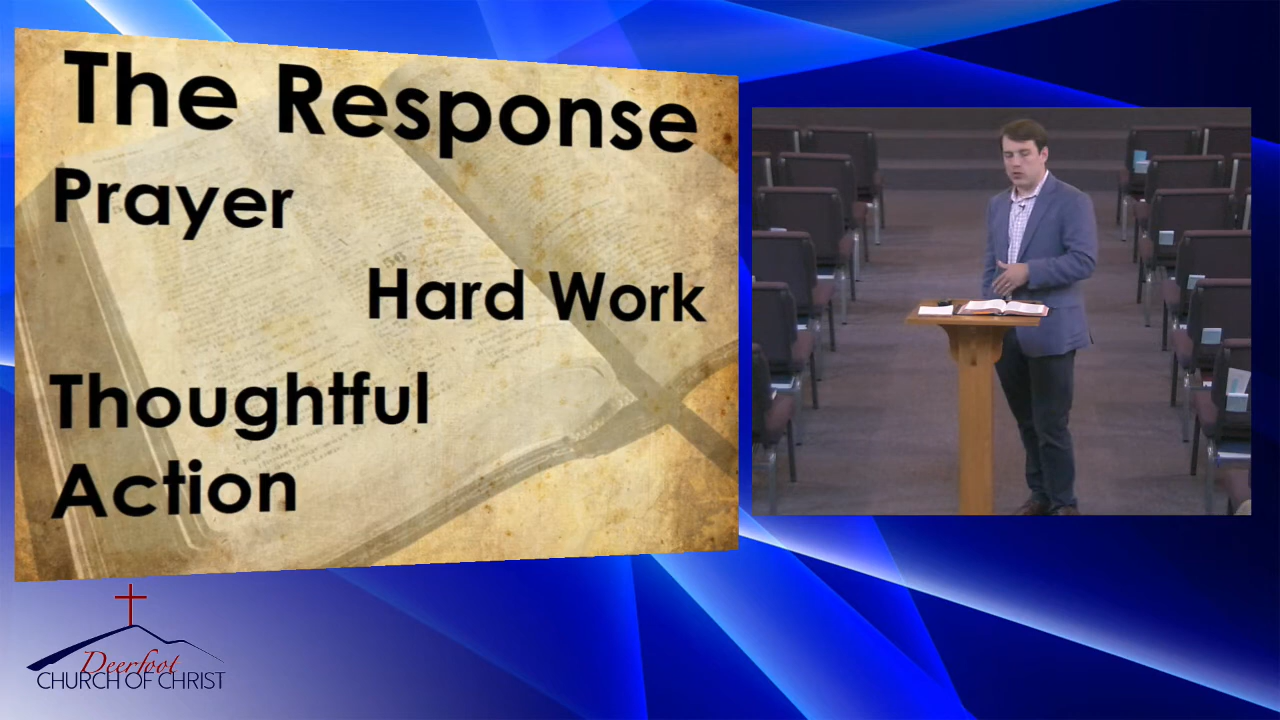 The Response
Prayer
Hard Work
Thoughtful
Action
Deerfoot
CHURCH OF CHRIST